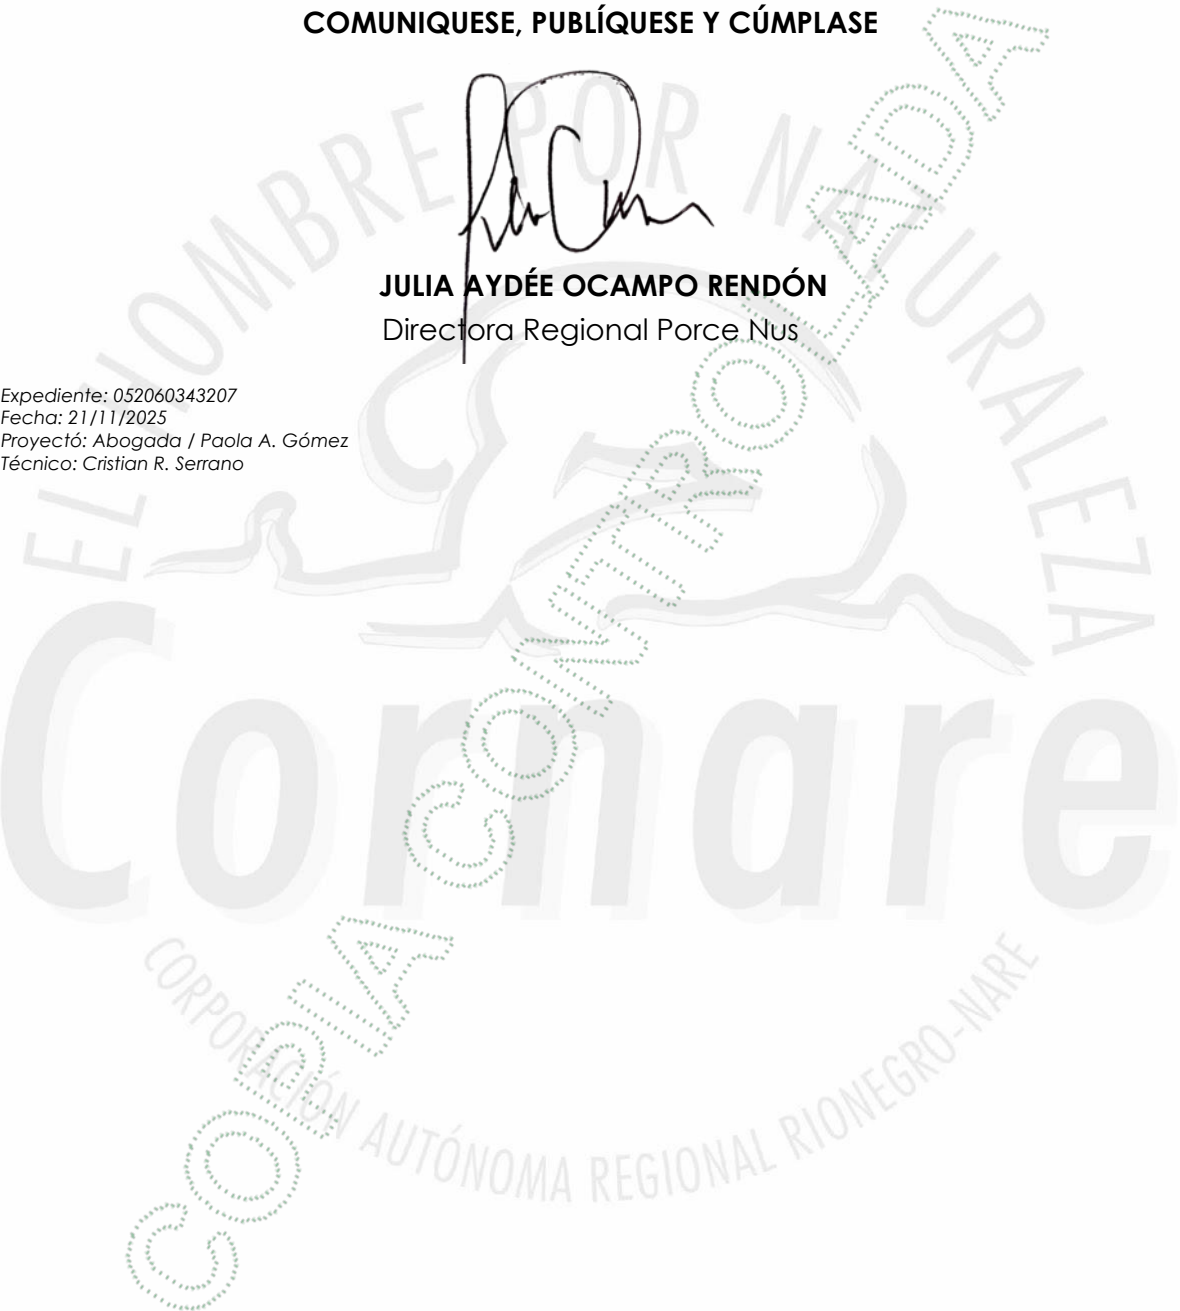 COMUNIQUESE, PUBLÍQUESE Y CÚMPLASE
JULIA AYDÉE OCAMPO RENDÓN
Directora Regional Porce Nus
Expediente: 052060343207
Fecha: 21/11/2025
Proyectó: Abogada / Paola A. Gómez
Técnico: Cristian R. Serrano
EL HOMBRE POR NATURALEZA
Cornare
CORPORACIÓN AUTÓNOMA REGIONAL RIONEGRO-NARE
COPIA CONTROLADA